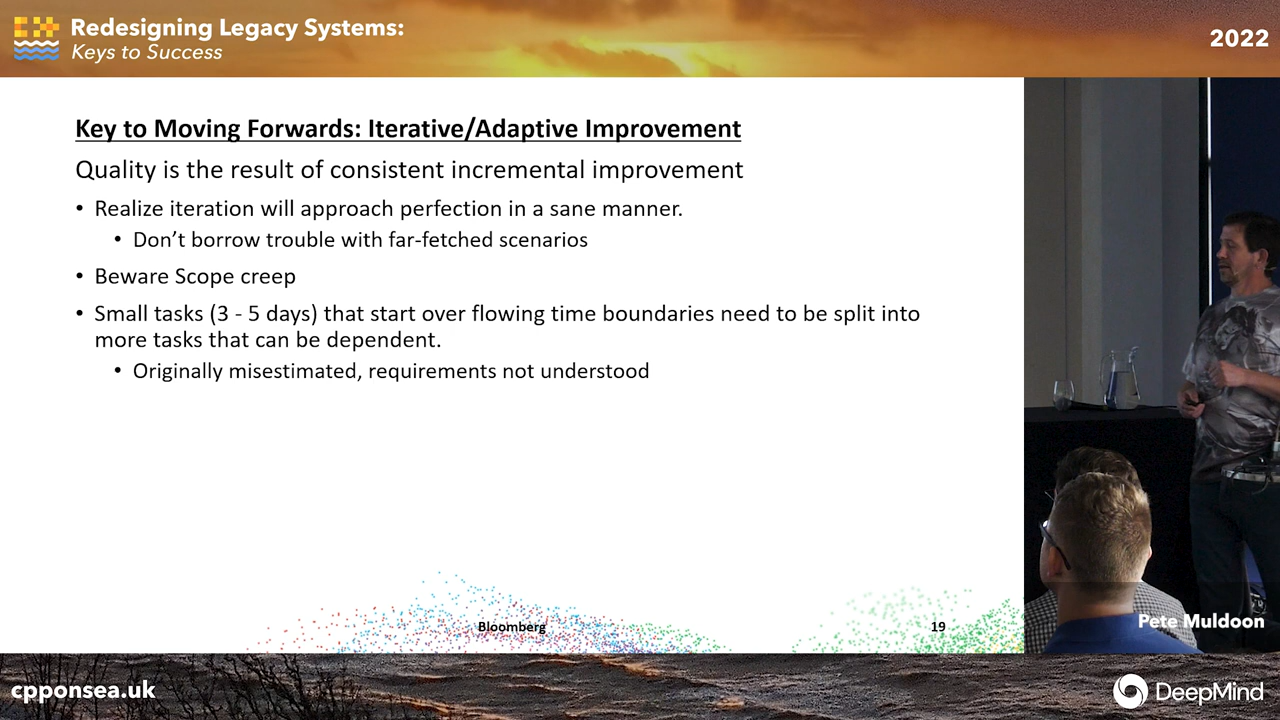 Redesigning Legacy Systems:
Keys to Success
2022
Key to Moving Forwards: Iterative/Adaptive Improvement
Quality is the result of consistent incremental improvement
• Realize iteration will approach perfection in a sane manner.
• Don’t borrow trouble with far-fetched scenarios
• Beware Scope creep
• Small tasks (3 - 5 days) that start over flowing time boundaries need to be split into
more tasks that can be dependent.
• Originally misestimated, requirements not understood
Bloomberg
19
Pete Muldoon
cpponsea.uk
DeepMind